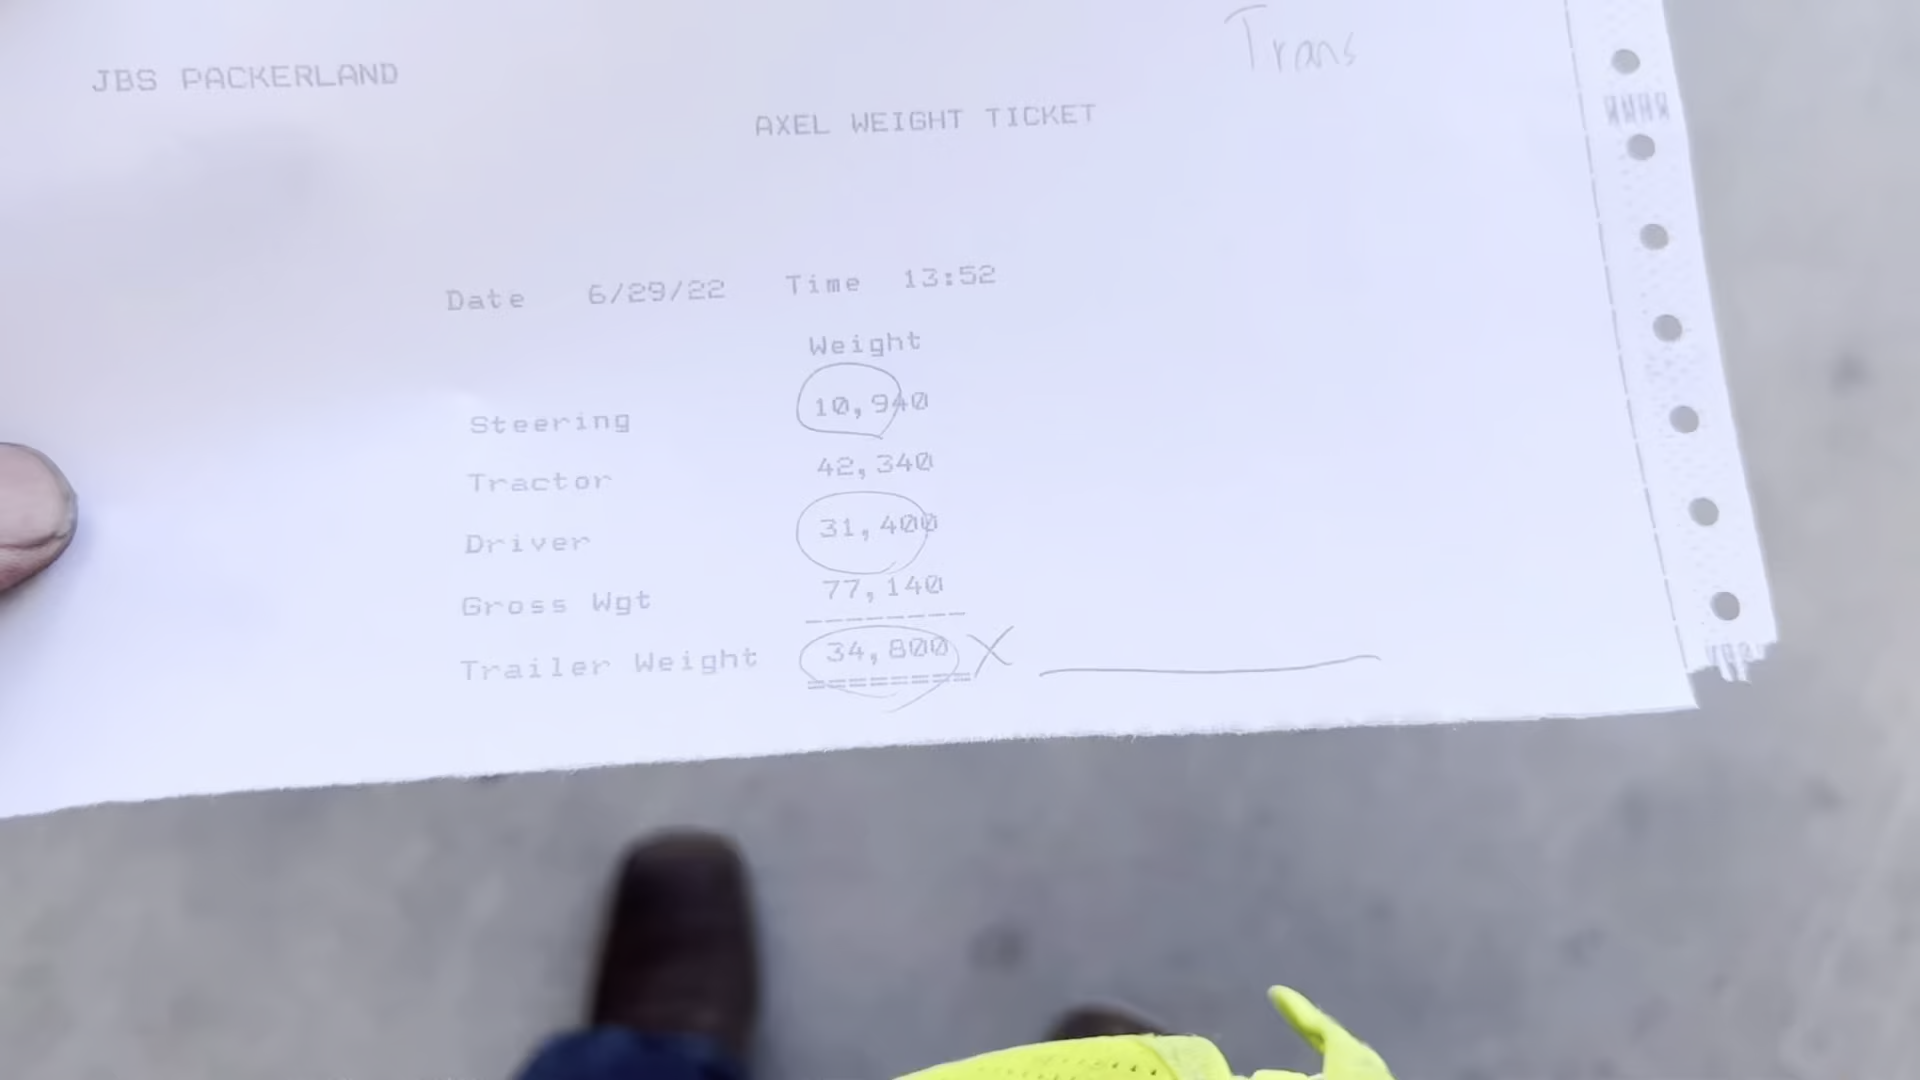 Trans
JBS PACKERLAND
AXEL WEIGHT TICKET
Date 6/29/22 Time 13:52
Weight
Steering 10,940
Tractor 42,340
Driver 31,400
Gross Wgt 77,140
--------
Trailer Weight 34,800 X
========